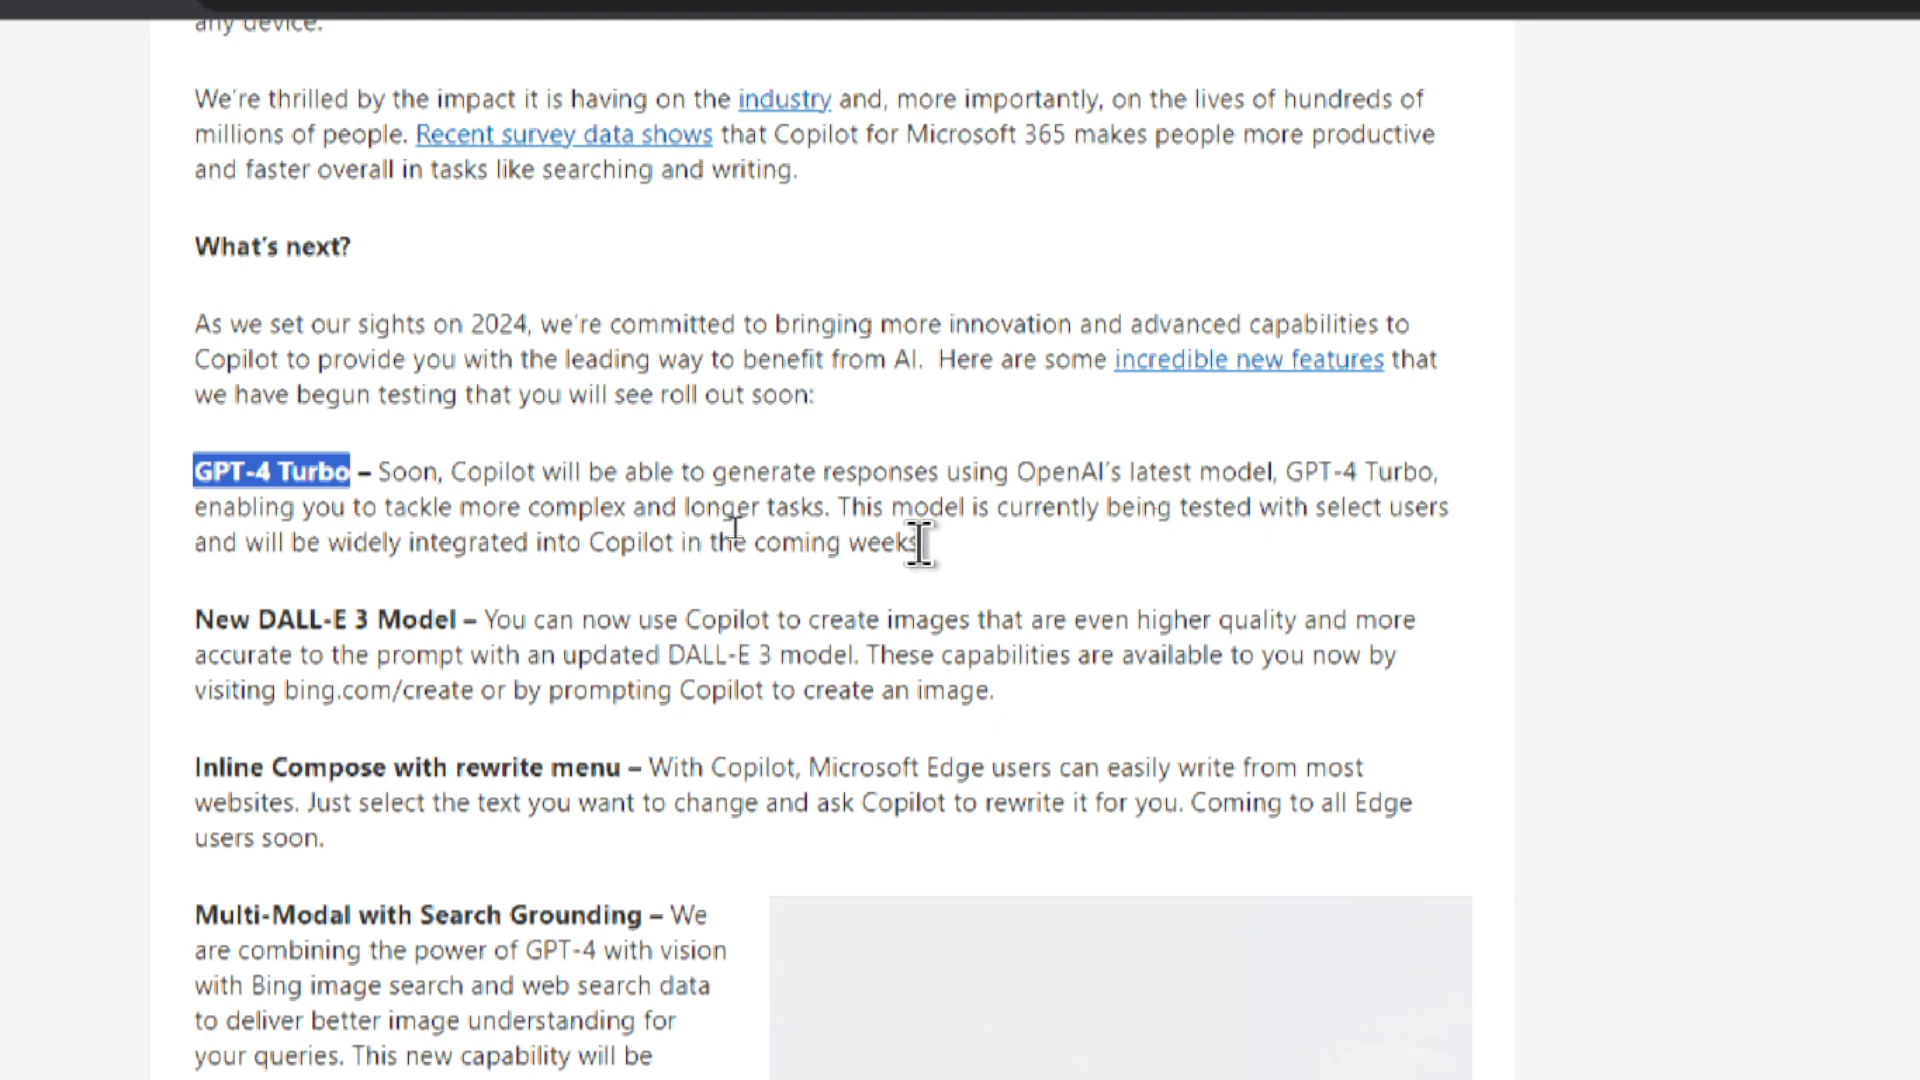 any device.
We're thrilled by the impact it is having on the industry and, more importantly, on the lives of hundreds of
millions of people. Recent survey data shows that Copilot for Microsoft 365 makes people more productive
and faster overall in tasks like searching and writing.
What's next?
As we set our sights on 2024, we're committed to bringing more innovation and advanced capabilities to
Copilot to provide you with the leading way to benefit from AI.  Here are some incredible new features that
we have begun testing that you will see roll out soon:
GPT-4 Turbo – Soon, Copilot will be able to generate responses using OpenAI's latest model, GPT-4 Turbo,
enabling you to tackle more complex and longer tasks. This model is currently being tested with select users
and will be widely integrated into Copilot in the coming weeks
New DALL-E 3 Model – You can now use Copilot to create images that are even higher quality and more
accurate to the prompt with an updated DALL-E 3 model. These capabilities are available to you now by
visiting bing.com/create or by prompting Copilot to create an image.
Inline Compose with rewrite menu – With Copilot, Microsoft Edge users can easily write from most
websites. Just select the text you want to change and ask Copilot to rewrite it for you. Coming to all Edge
users soon.
Multi-Modal with Search Grounding – We
are combining the power of GPT-4 with vision
with Bing image search and web search data
to deliver better image understanding for
your queries. This new capability will be